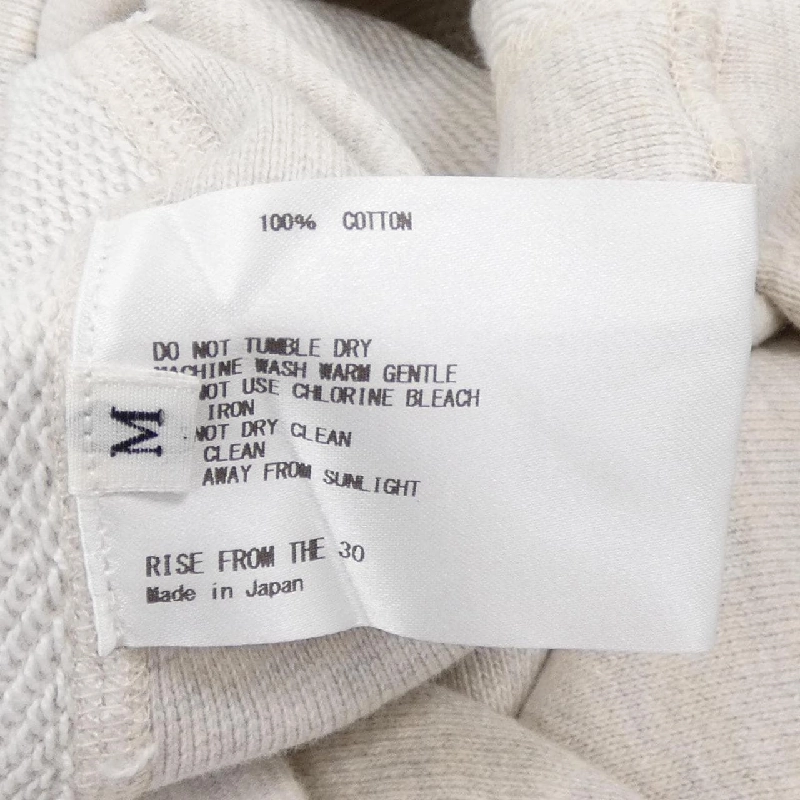 100% COTTON
DO NOT TUMBLE DRY
MACHINE WASH WARM GENTLE
NOT USE CHLORINE BLEACH
IRON
NOT DRY CLEAN
CLEAN
AWAY FROM SUNLIGHT
M
RISE FROM THE 30
Made in Japan